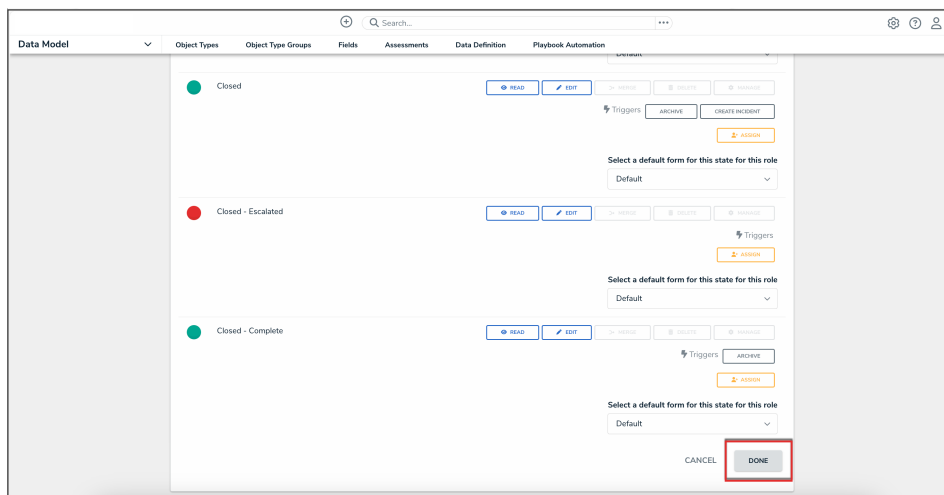 Search...
Data Model
Object Types Object Type Groups Fields Assessments Data Definition Playbook Automation
Default
Closed READ EDIT MERGE DELETE MANAGE
Triggers ARCHIVE CREATE INCIDENT
ASSIGN
Select a default form for this state for this role
Default
Closed - Escalated READ EDIT MERGE DELETE MANAGE
Triggers
ASSIGN
Select a default form for this state for this role
Default
Closed - Complete READ EDIT MERGE DELETE MANAGE
Triggers ARCHIVE
ASSIGN
Select a default form for this state for this role
Default
CANCEL DONE